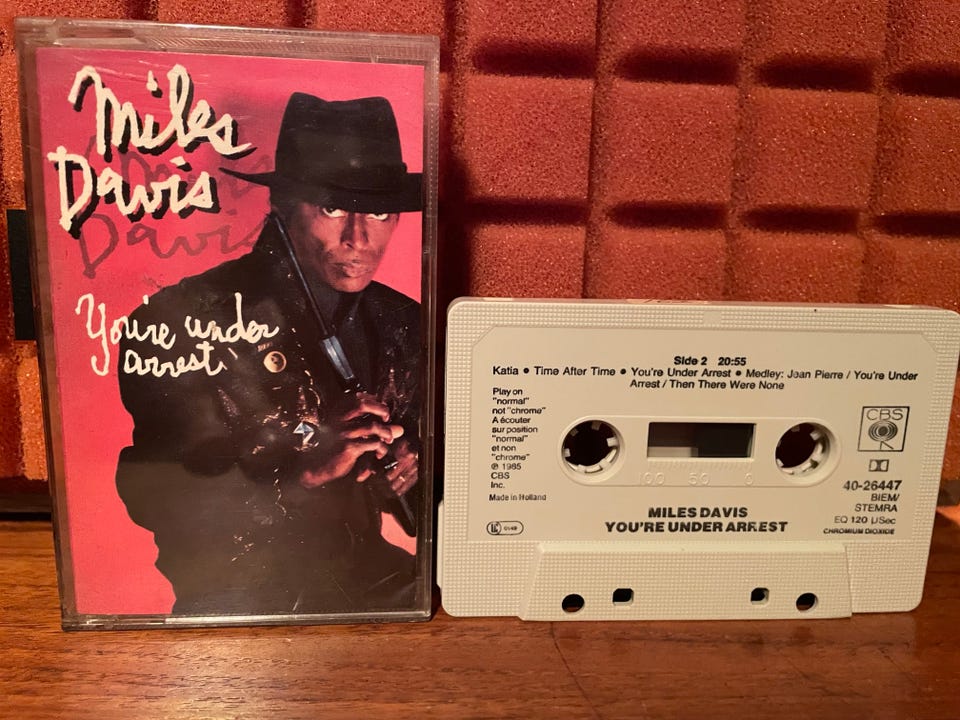 Miles
Davis
You're under
arrest
Side 2 20:55
Katia • Time After Time • You're Under Arrest • Medley: Jean Pierre / You're Under
Arrest / Then There Were None
Play on
"normal"
not "chrome"
A écouter
sur position
"normal"
et non
"chrome"
℗ 1985
CBS
Inc.
Made in Holland
CBS
40-26447
BIEM/
STEMRA
EQ 120 µSec
CHROMIUM DIOXIDE
100 50 0
MILES DAVIS
YOU'RE UNDER ARREST